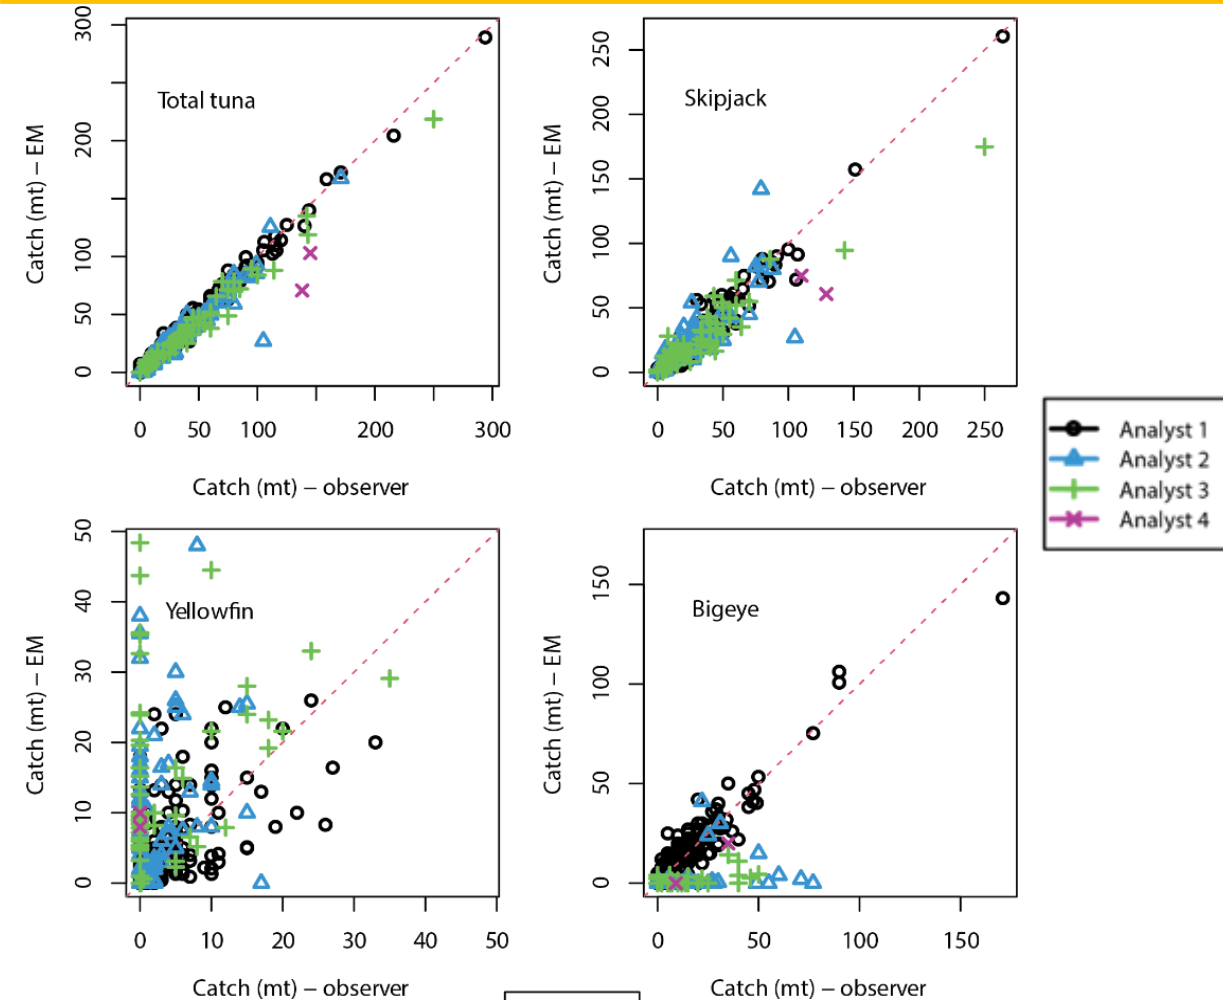 Total tuna
Catch (mt) – EM
0 50 100 200 300
0 50 100 200 300
Catch (mt) – observer
Skipjack
Catch (mt) – EM
0 50 100 150 200 250
0 50 100 150 200 250
Catch (mt) – observer
Analyst 1
Analyst 2
Analyst 3
Analyst 4
Yellowfin
Catch (mt) – EM
0 10 20 30 40 50
0 10 20 30 40 50
Catch (mt) – observer
Bigeye
Catch (mt) – EM
0 50 100 150
0 50 100 150
Catch (mt) – observer